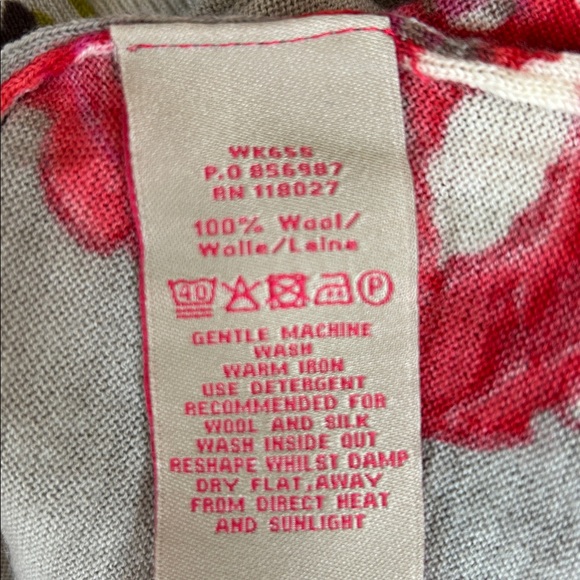 WK656
P.O 856987
RN 118027
100% Wool/
Wolle/Laine
40 P
GENTLE MACHINE
WASH
WARM IRON
USE DETERGENT
RECOMMENDED FOR
WOOL AND SILK
WASH INSIDE OUT
RESHAPE WHILST DAMP
DRY FLAT,AWAY
FROM DIRECT HEAT
AND SUNLIGHT